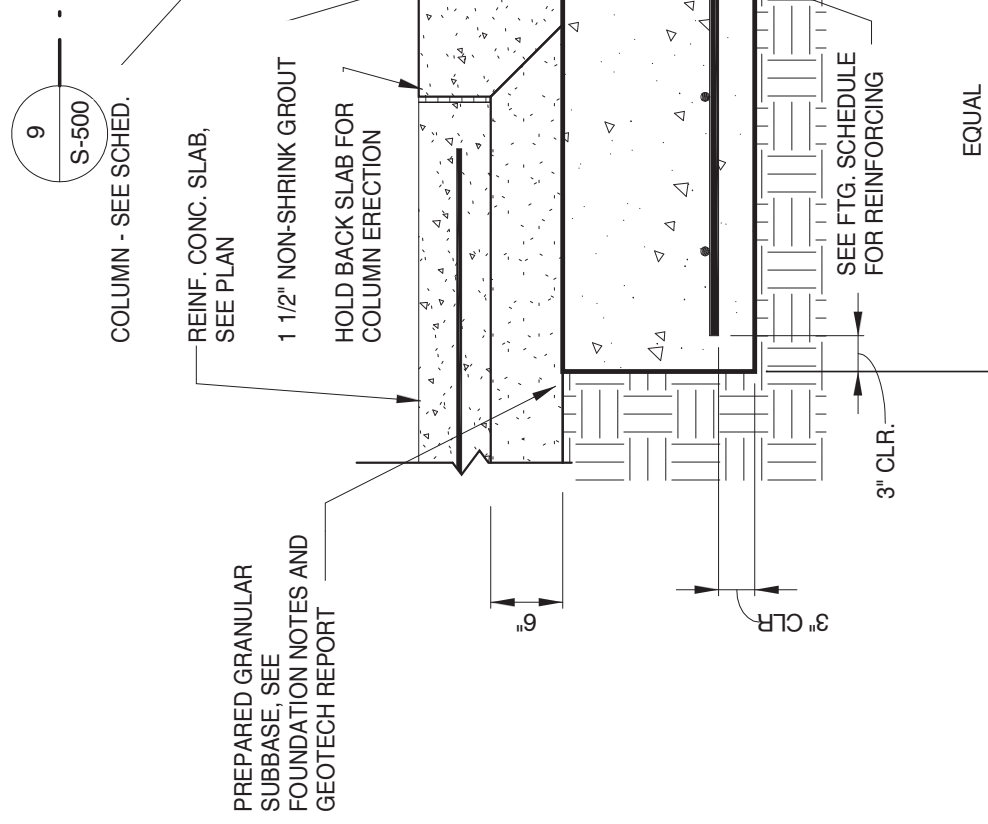 9
S-500
COLUMN - SEE SCHED.
REINF. CONC. SLAB,
SEE PLAN
1 1/2" NON-SHRINK GROUT
HOLD BACK SLAB FOR
COLUMN ERECTION
PREPARED GRANULAR
SUBBASE, SEE
FOUNDATION NOTES AND
GEOTECH REPORT
6"
3" CLR
3" CLR.
SEE FTG. SCHEDULE
FOR REINFORCING
EQUAL